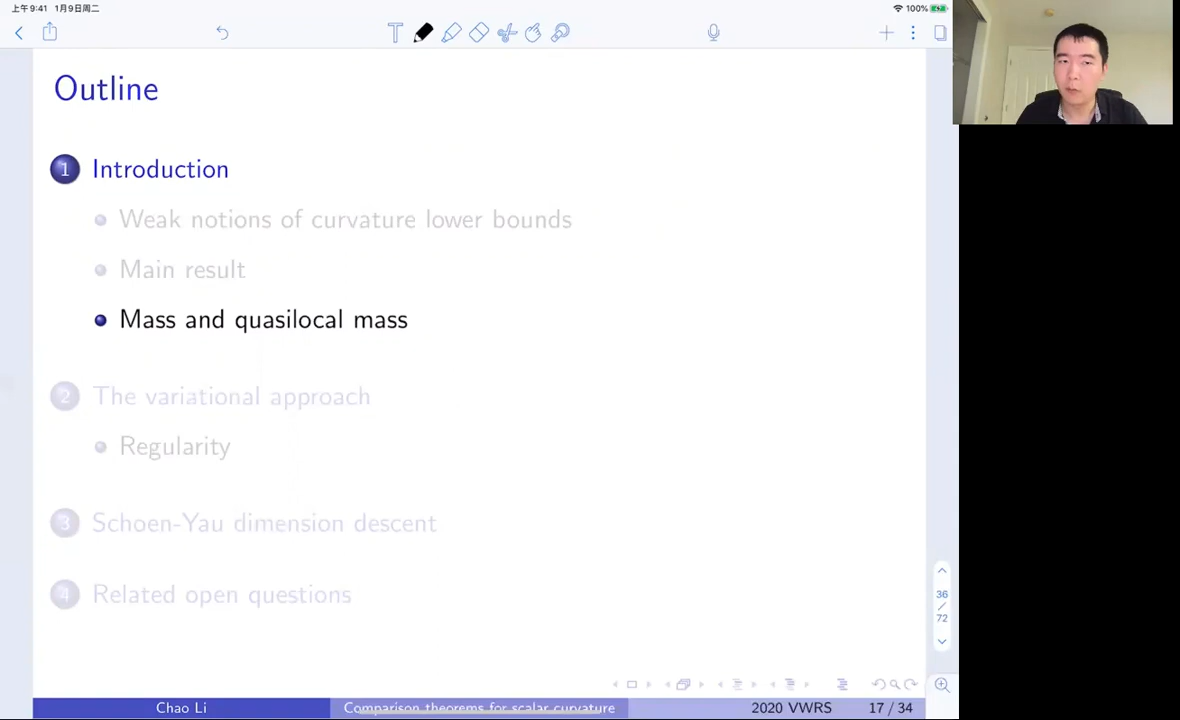 上午9:41 1月9日周二
100%
Outline
1 Introduction
Weak notions of curvature lower bounds
Main result
Mass and quasilocal mass
2 The variational approach
Regularity
3 Schoen-Yau dimension descent
4 Related open questions
36
/
72
Chao Li Comparison theorems for scalar curvature 2020 VWRS 17 / 34